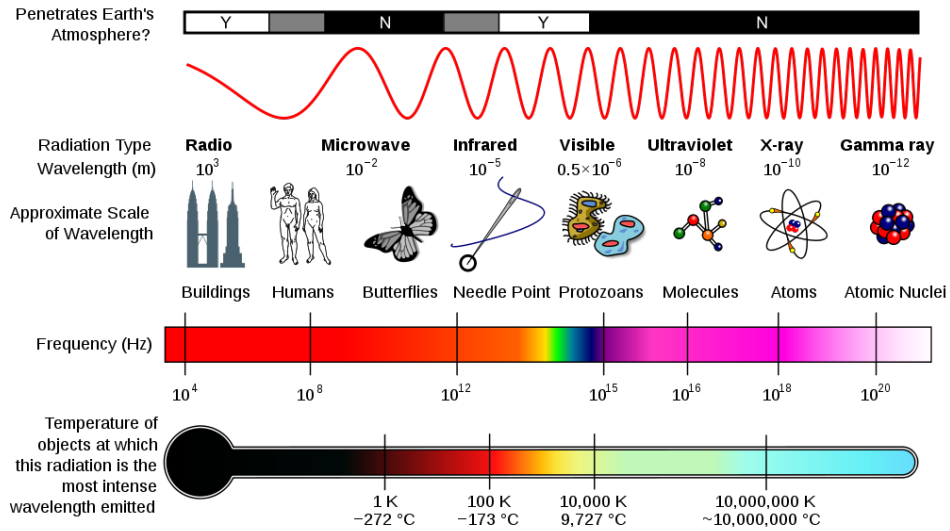 Penetrates Earth's
Atmosphere?
Y N Y N
Radiation Type
Radio Microwave Infrared Visible Ultraviolet X-ray Gamma ray
Wavelength (m)
10³ 10⁻² 10⁻⁵ 0.5×10⁻⁶ 10⁻⁸ 10⁻¹⁰ 10⁻¹²
Approximate Scale
of Wavelength
Buildings Humans Butterflies Needle Point Protozoans Molecules Atoms Atomic Nuclei
Frequency (Hz)
10⁴ 10⁸ 10¹² 10¹⁵ 10¹⁶ 10¹⁸ 10²⁰
Temperature of
objects at which
this radiation is the
most intense
wavelength emitted
1 K 100 K 10,000 K 10,000,000 K
−272 °C −173 °C 9,727 °C ~10,000,000 °C